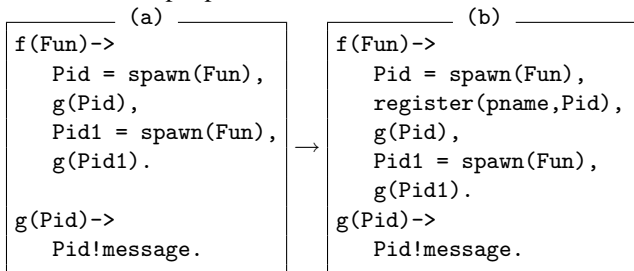 (a)
f(Fun)->
Pid = spawn(Fun),
g(Pid),
Pid1 = spawn(Fun),
g(Pid1).
g(Pid)->
Pid!message.
→
(b)
f(Fun)->
Pid = spawn(Fun),
register(pname,Pid),
g(Pid),
Pid1 = spawn(Fun),
g(Pid1).
g(Pid)->
Pid!message.